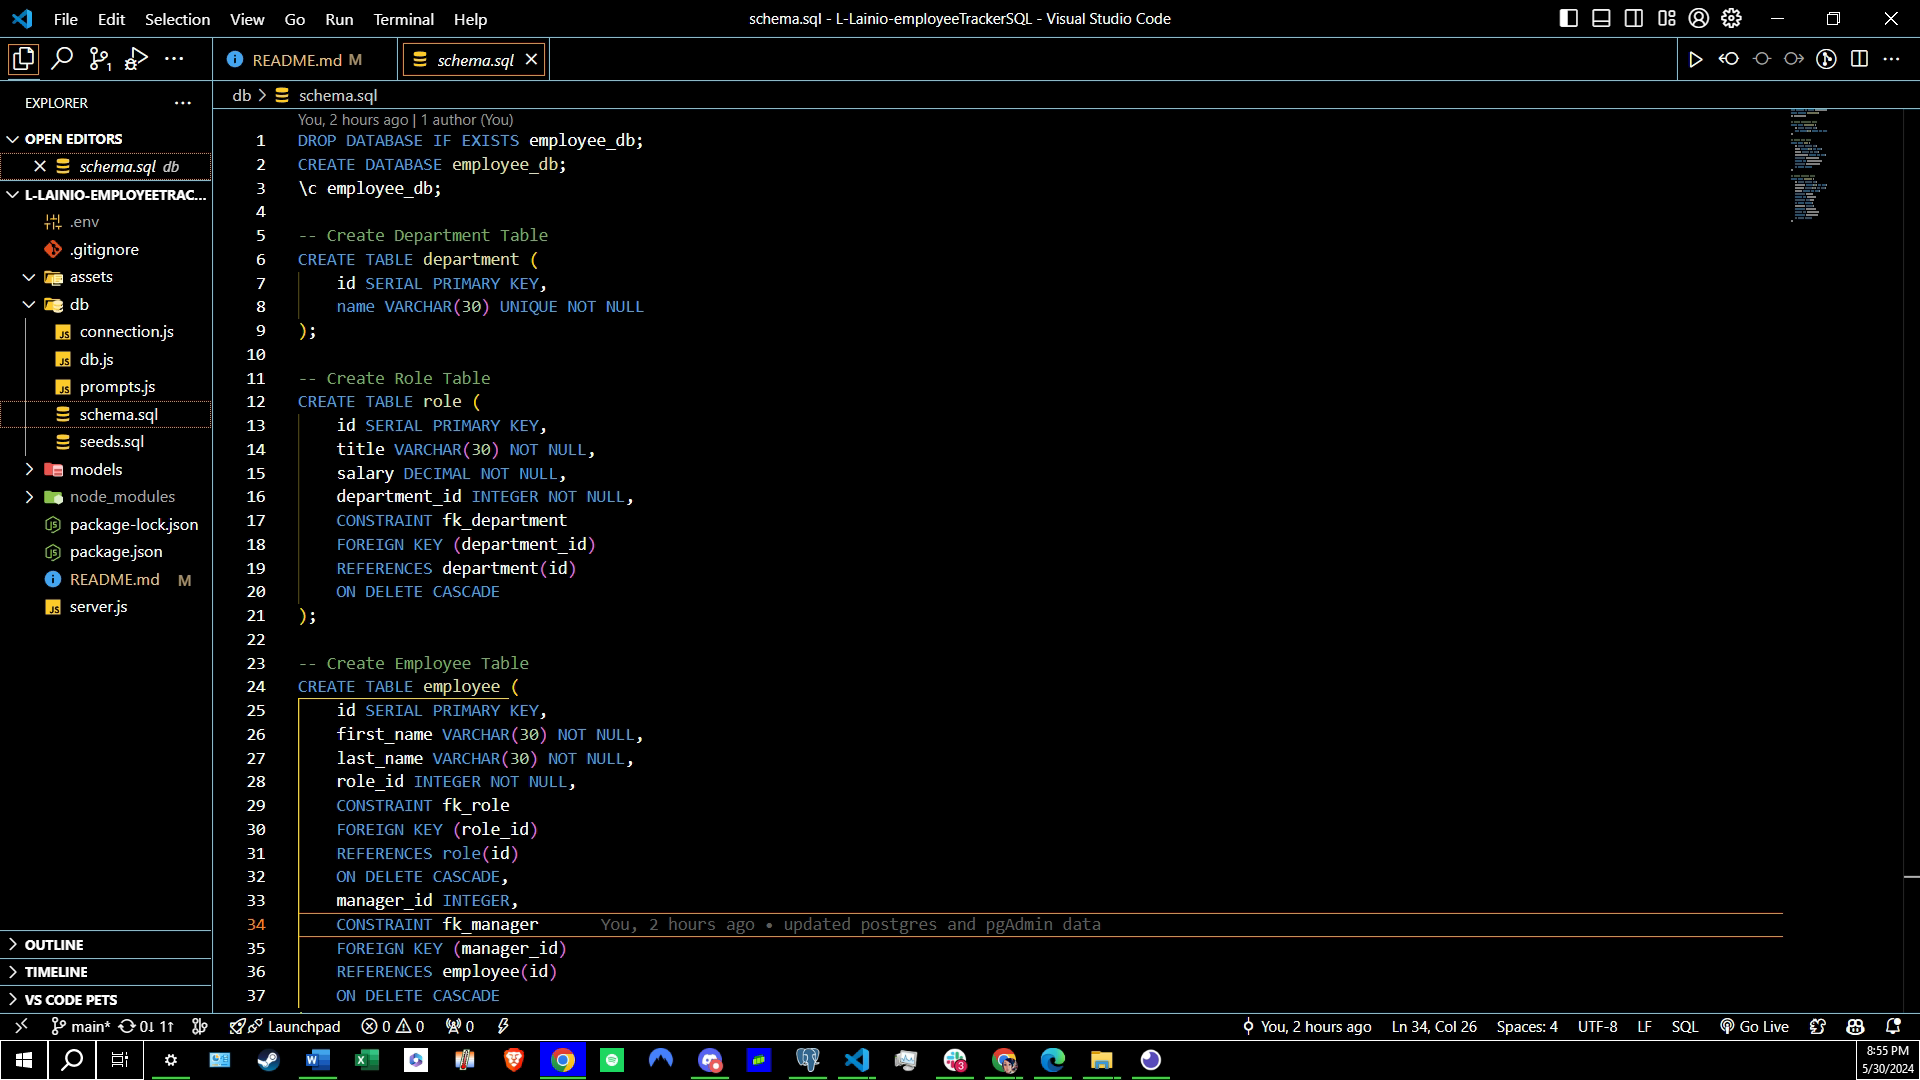 File Edit Selection View Go Run Terminal Help
schema.sql - L-Lainio-employeeTrackerSQL - Visual Studio Code
README.md M
schema.sql
EXPLORER
db > schema.sql
OPEN EDITORS
schema.sql db
L-LAINIO-EMPLOYEETRAC...
.env
.gitignore
assets
db
connection.js
db.js
prompts.js
schema.sql
seeds.sql
models
node_modules
package-lock.json
package.json
README.md M
server.js
OUTLINE
TIMELINE
VS CODE PETS
You, 2 hours ago | 1 author (You)
1 DROP DATABASE IF EXISTS employee_db;
2 CREATE DATABASE employee_db;
3 \c employee_db;
4
5 -- Create Department Table
6 CREATE TABLE department (
7 id SERIAL PRIMARY KEY,
8 name VARCHAR(30) UNIQUE NOT NULL
9 );
10
11 -- Create Role Table
12 CREATE TABLE role (
13 id SERIAL PRIMARY KEY,
14 title VARCHAR(30) NOT NULL,
15 salary DECIMAL NOT NULL,
16 department_id INTEGER NOT NULL,
17 CONSTRAINT fk_department
18 FOREIGN KEY (department_id)
19 REFERENCES department(id)
20 ON DELETE CASCADE
21 );
22
23 -- Create Employee Table
24 CREATE TABLE employee (
25 id SERIAL PRIMARY KEY,
26 first_name VARCHAR(30) NOT NULL,
27 last_name VARCHAR(30) NOT NULL,
28 role_id INTEGER NOT NULL,
29 CONSTRAINT fk_role
30 FOREIGN KEY (role_id)
31 REFERENCES role(id)
32 ON DELETE CASCADE,
33 manager_id INTEGER,
34 CONSTRAINT fk_manager You, 2 hours ago • updated postgres and pgAdmin data
35 FOREIGN KEY (manager_id)
36 REFERENCES employee(id)
37 ON DELETE CASCADE
main* 0↓ 1↑ Launchpad 0 0 0 You, 2 hours ago Ln 34, Col 26 Spaces: 4 UTF-8 LF SQL Go Live
8:55 PM
5/30/2024